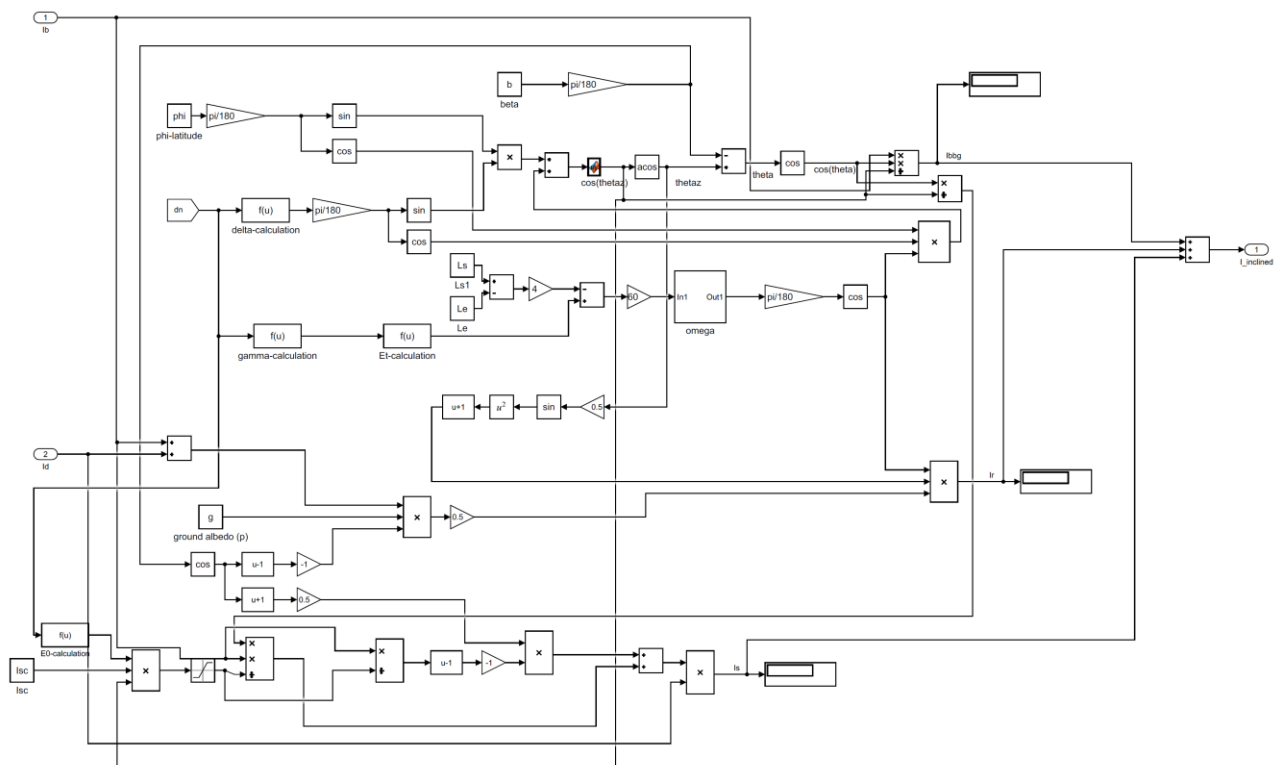 1
Ib
b
beta
pi/180
phi
phi-latitude
pi/180
sin
cos
×
+
+
cos(thetaz)
acos
thetaz
-
+
theta
cos
cos(theta)
×
×
÷
Ibbg
×
÷
dn
f(u)
delta-calculation
pi/180
sin
cos
×
Ls
Ls1
Le
Le
+
-
4
-
+
60
In1
Out1
omega
pi/180
cos
+
+
+
1
I_inclined
f(u)
gamma-calculation
f(u)
Et-calculation
u+1
u²
sin
0.5
2
Id
+
+
×
Ir
g
ground albedo (p)
×
0.5
cos
u-1
-1
u+1
0.5
f(u)
E0-calculation
Isc
Isc
×
×
×
÷
×
÷
u-1
-1
×
+
+
×
Is